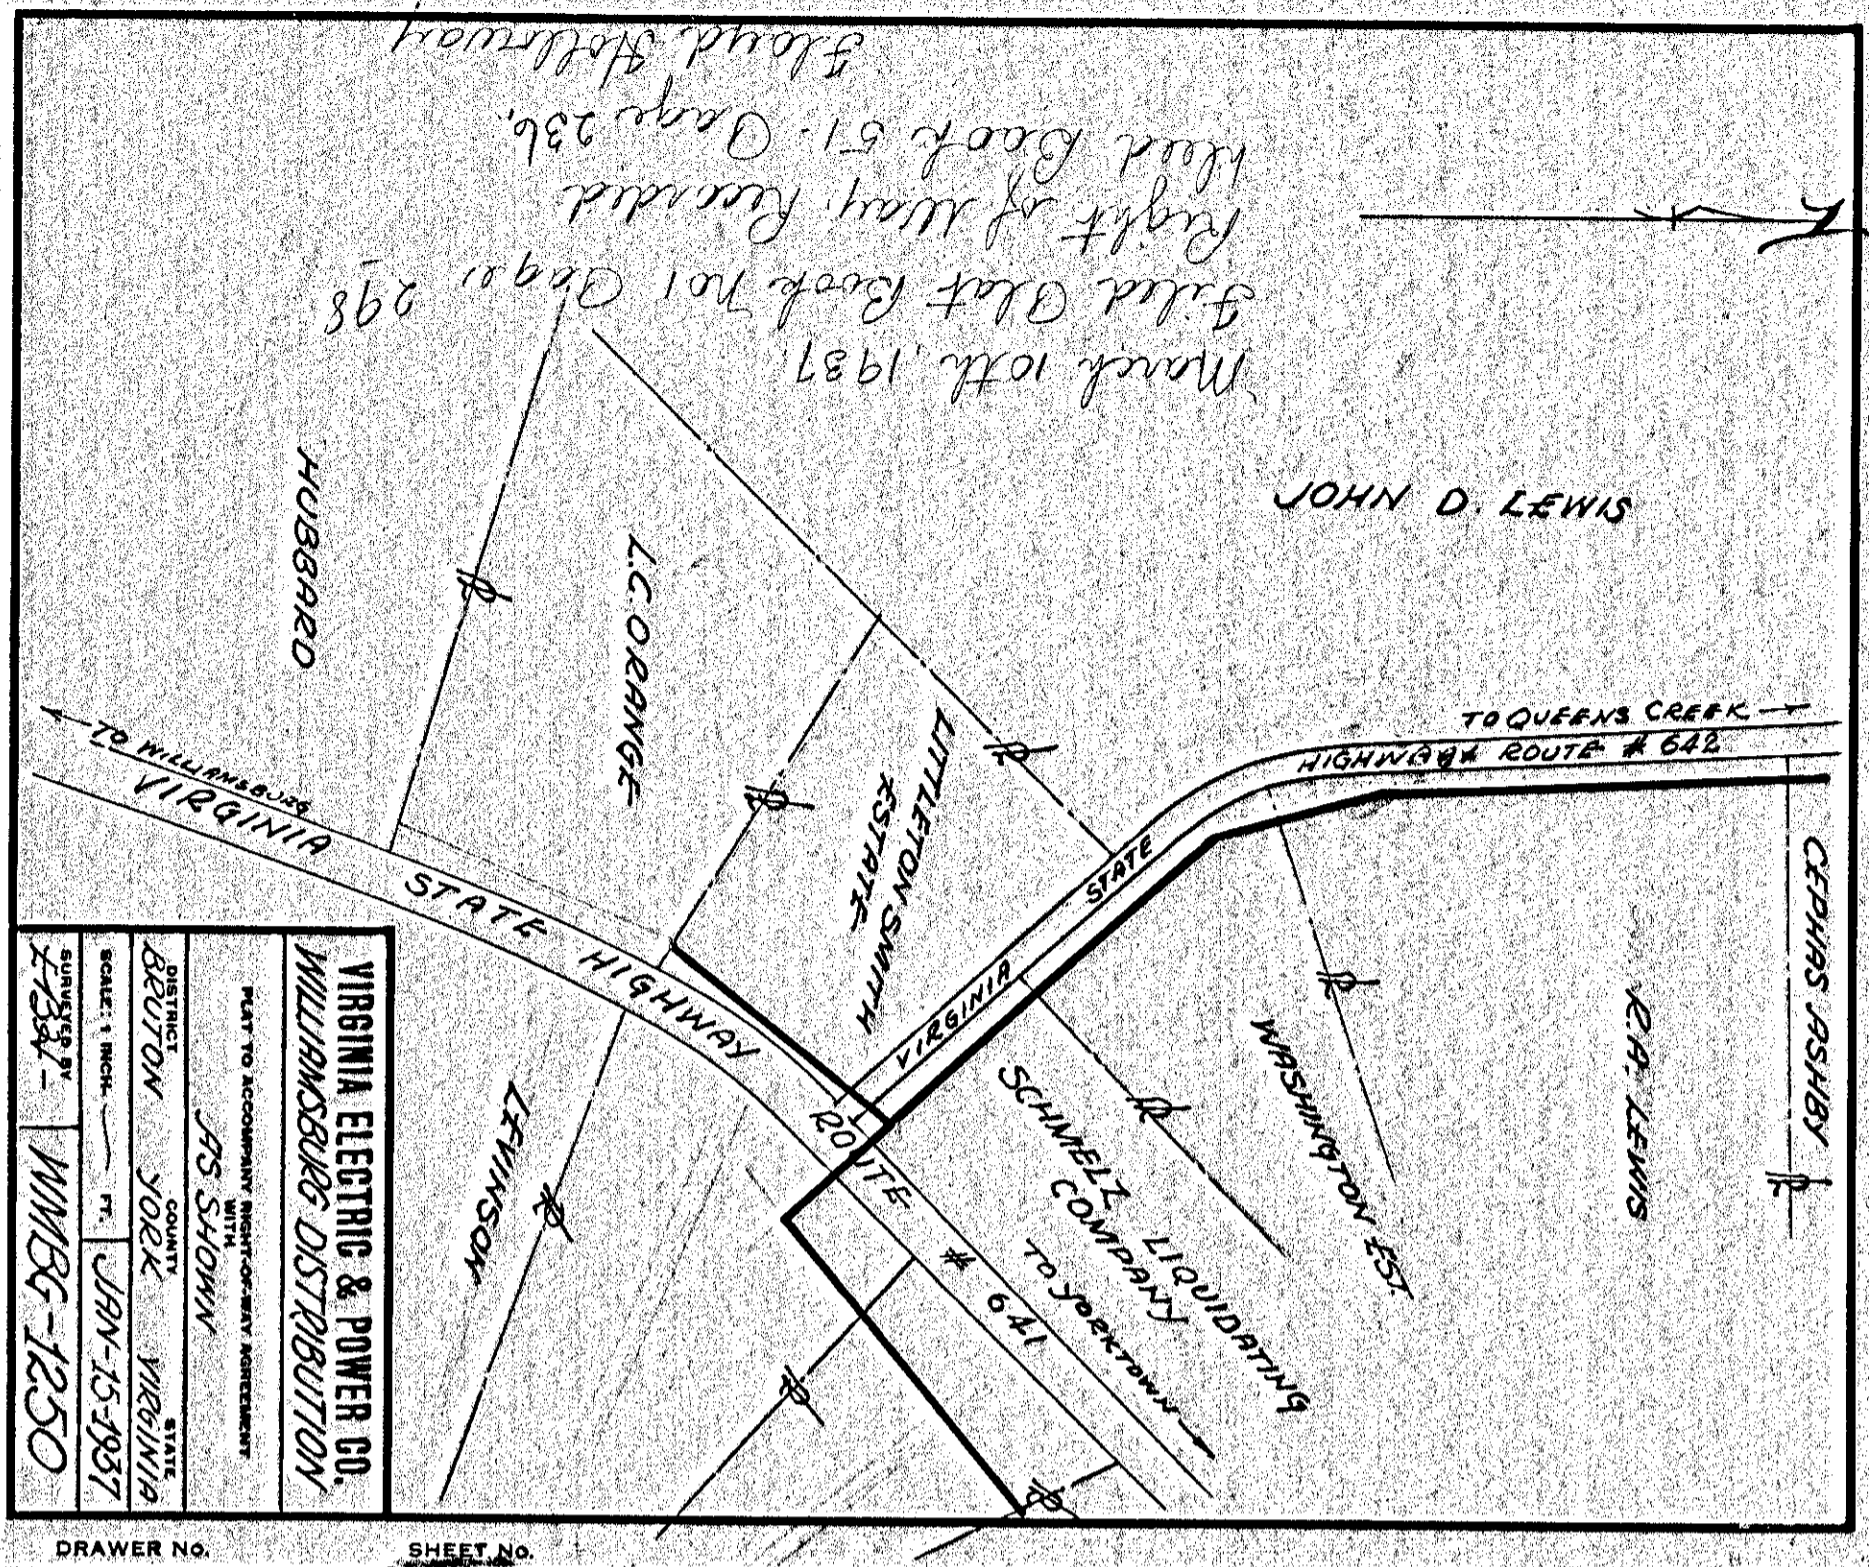 March 10th, 1937
Filed Plat Book No 1 Page, 298
Right of Way, Recorded
Deed Book 51. Page 236.
Floyd Holloway
JOHN D. LEWIS
HUBBARD
L.C. ORANGE
LITTLETON SMITH
ESTATE
TO QUEENS CREEK
VIRGINIA STATE HIGHWAY ROUTE # 642
CEPHAS ASHBY
R.A. LEWIS
WASHINGTON EST.
SCHMELZ LIQUIDATING
COMPANY
TO WILLIAMSBURG
VIRGINIA STATE HIGHWAY ROUTE # 641
TO YORKTOWN
LEVINSON
VIRGINIA ELECTRIC & POWER CO.
WILLIAMSBURG DISTRIBUTION
PLAT TO ACCOMPANY RIGHT-OF-WAY AGREEMENT
WITH
AS SHOWN
DISTRICT COUNTY STATE
BRUTON YORK VIRGINIA
SCALE: 1 INCH FT. JAN-15-1937
SURVEYED BY
WMBG-1250
DRAWER NO. SHEET NO.